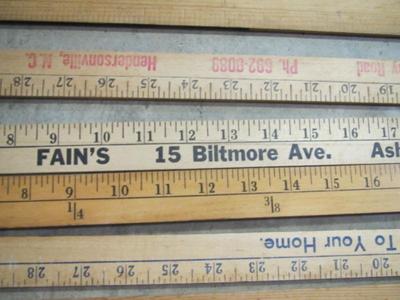 Road Ph. 692-0089 Hendersonville, N.C.
19 20 21 22 23 24 25 26 27 28
8 9 10 11 12 13 14 15 16 17
FAIN'S 15 Biltmore Ave. Ash
8 9 10 11 12 13 14 15 16
1/4 3/8
To Your Home.
20 21 22 23 24 25 26 27 28